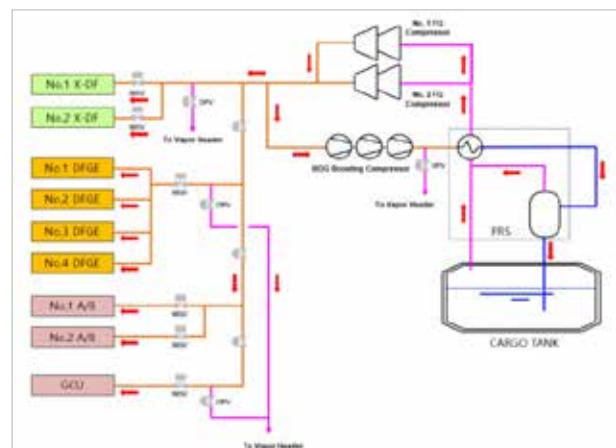 No. 1 FG
Compressor
No. 2 FG
Compressor
No.1 X-DF
No.2 X-DF
To Vapor Header
BOG Boosting Compressor
To Vapor Header
No.1 DFGE
No.2 DFGE
No.3 DFGE
No.4 DFGE
PRS
No.1 A/B
No.2 A/B
CARGO TANK
GCU
To Vapor Header